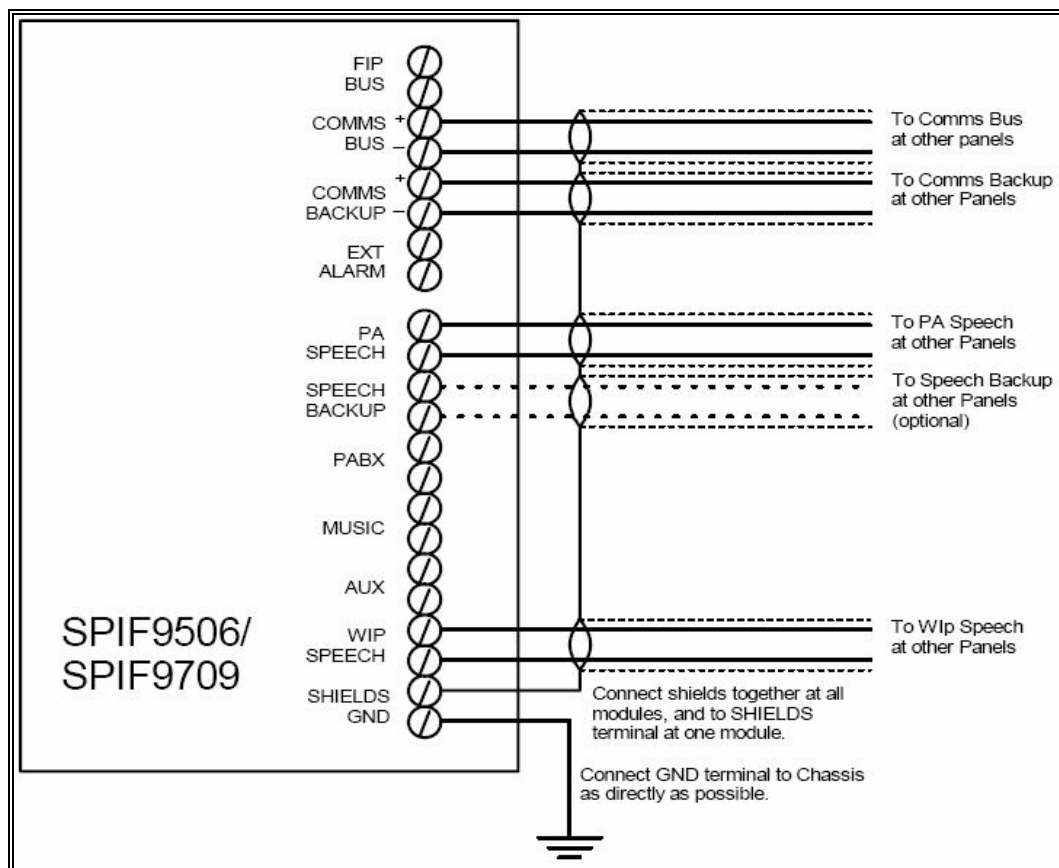 FIP
BUS
COMMS +
BUS –
To Comms Bus
at other panels
COMMS +
BACKUP –
To Comms Backup
at other Panels
EXT
ALARM
PA
SPEECH
To PA Speech
at other Panels
SPEECH
BACKUP
To Speech Backup
at other Panels
(optional)
PABX
MUSIC
AUX
SPIF9506/
SPIF9709
WIP
SPEECH
To WIp Speech
at other Panels
SHIELDS
GND
Connect shields together at all
modules, and to SHIELDS
terminal at one module.
Connect GND terminal to Chassis
as directly as possible.